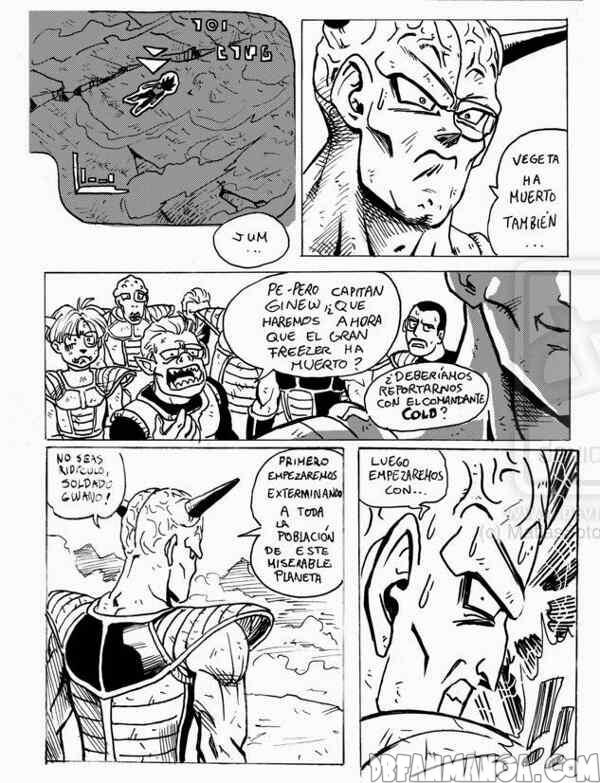 JUM
...
VEGETA
HA
MUERTO
TAMBIÉN
...
PE-PERO CAPITAN
GINEW, ¿QUE
HAREMOS AHORA
QUE EL GRAN
FREEZER HA
MUERTO?
¿DEBERÍAMOS
REPORTARNOS
CON EL COMANDANTE
COLD?
NO SEAS
RIDÍCULO,
SOLDADO
GWANO!
PRIMERO
EMPEZAREMOS
EXTERMINANDO
A TODA
LA
POBLACIÓN
DE ESTE
MISERABLE
PLANETA
LUEGO
EMPEZAREMOS
CON...
DBFANMANGA.COM